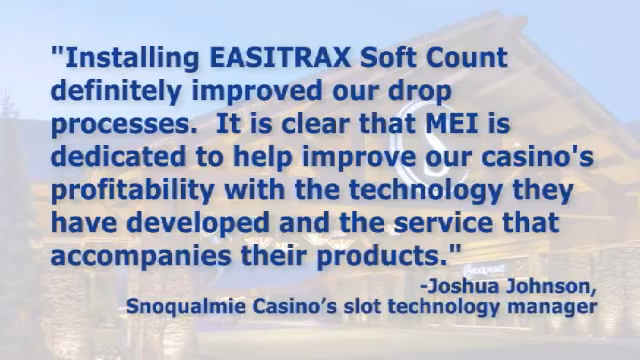 "Installing EASITRAX Soft Count
definitely improved our drop
processes.  It is clear that MEI is
dedicated to help improve our casino's
profitability with the technology they
have developed and the service that
accompanies their products."
-Joshua Johnson,
Snoqualmie Casino’s slot technology manager
S
SNOQUALMIE